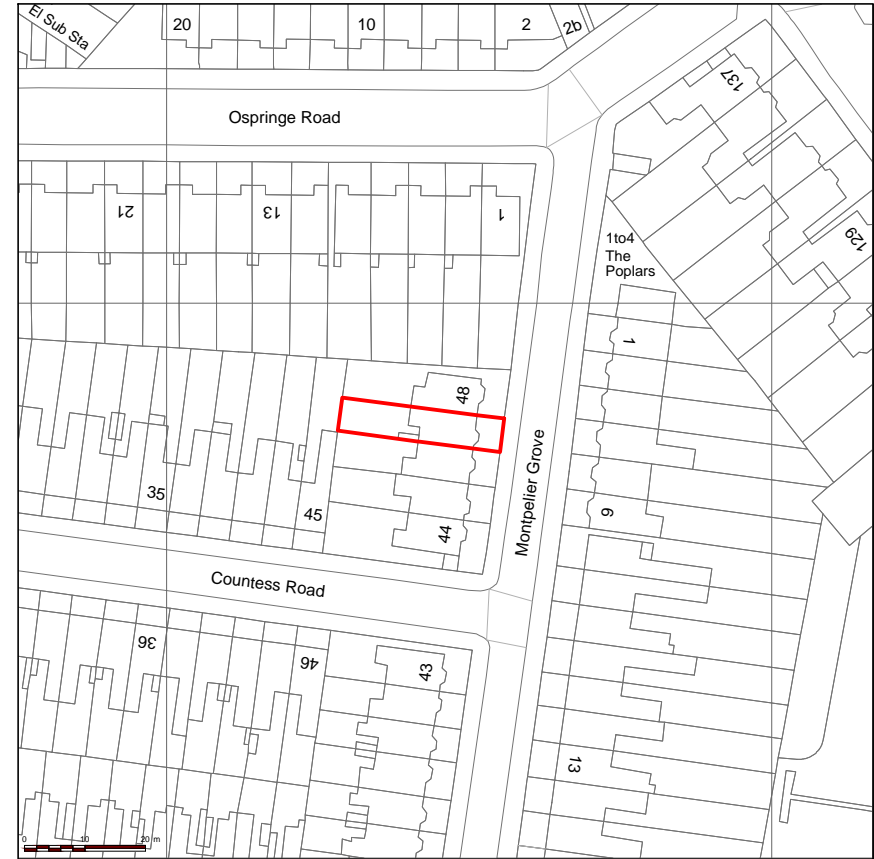 El Sub Sta
20
10
2
2b
137
Ospringe Road
21
13
1
129
1to4
The
Poplars
1
48
Montpelier Grove
35
45
44
6
Countess Road
36
46
43
13
0 10 20 m